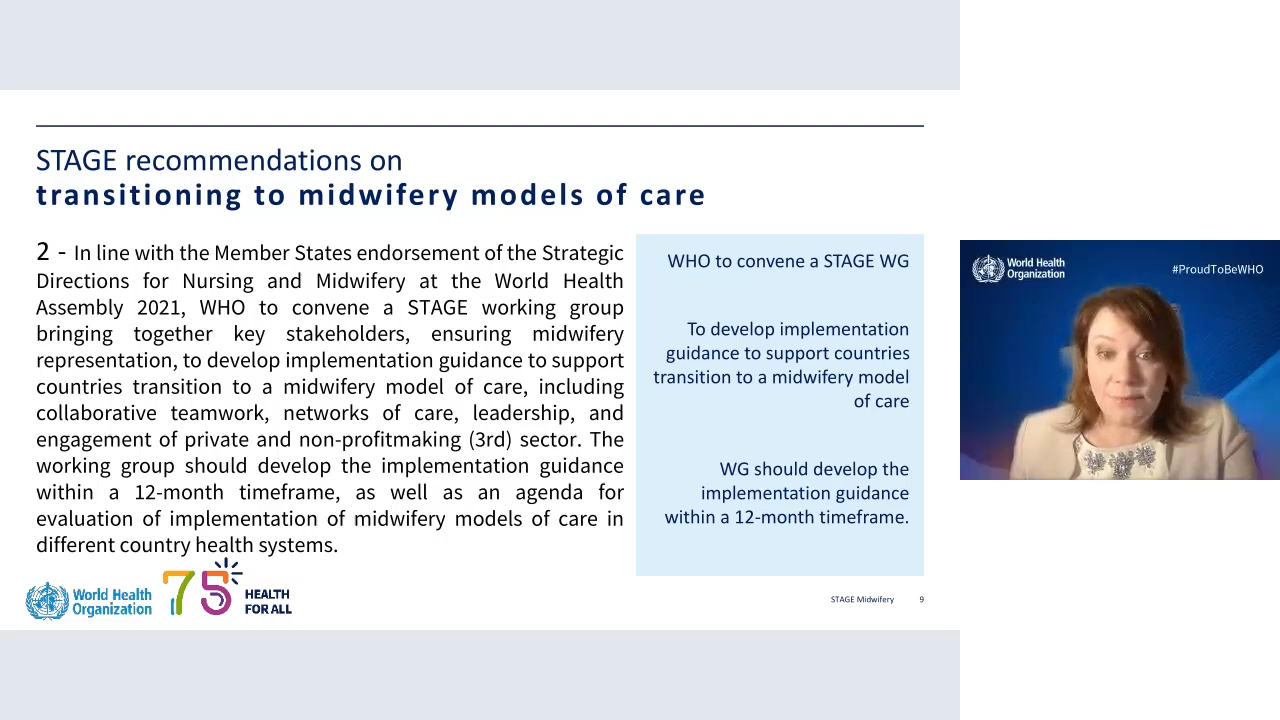 STAGE recommendations on
transitioning to midwifery models of care
2 - In line with the Member States endorsement of the Strategic
Directions for Nursing and Midwifery at the World Health
Assembly 2021, WHO to convene a STAGE working group
bringing together key stakeholders, ensuring midwifery
representation, to develop implementation guidance to support
countries transition to a midwifery model of care, including
collaborative teamwork, networks of care, leadership, and
engagement of private and non-profitmaking (3rd) sector. The
working group should develop the implementation guidance
within a 12-month timeframe, as well as an agenda for
evaluation of implementation of midwifery models of care in
different country health systems.
WHO to convene a STAGE WG
To develop implementation
guidance to support countries
transition to a midwifery model
of care
WG should develop the
implementation guidance
within a 12-month timeframe.
World Health
Organization
75
HEALTH
FOR ALL
STAGE Midwifery 9
World Health
Organization
#ProudToBeWHO